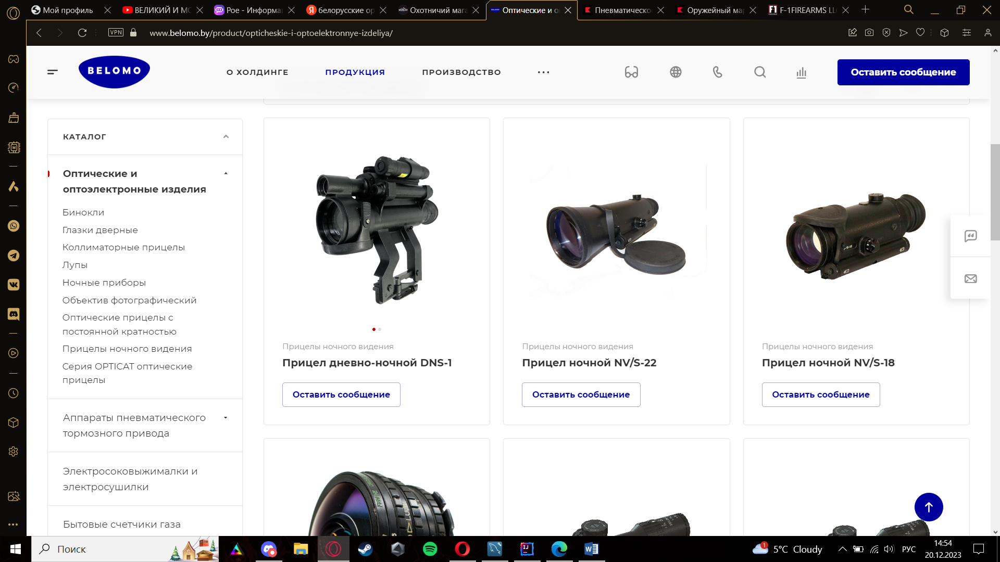 Мой профиль
ВЕЛИКИЙ И МО
Poe - Информа
белорусские ор
Охотничий мага
Оптические и о
Пневматическо
Оружейный мар
F-1FIREARMS LL
VPN
www.belomo.by/product/opticheskie-i-optoelektronnye-izdeliya/
BELOMO
О ХОЛДИНГЕ
ПРОДУКЦИЯ
ПРОИЗВОДСТВО
Оставить сообщение
КАТАЛОГ
Оптические и
оптоэлектронные изделия
Бинокли
Глазки дверные
Коллиматорные прицелы
Лупы
Ночные приборы
Объектив фотографический
Оптические прицелы с
постоянной кратностью
Прицелы ночного видения
Серия OPTICAT оптические
прицелы
Аппараты пневматического
тормозного привода
Электросоковыжималки и
электросушилки
Бытовые счетчики газа
Прицелы ночного видения
Прицел дневно-ночной DNS-1
Оставить сообщение
Прицелы ночного видения
Прицел ночной NV/S-22
Оставить сообщение
Прицелы ночного видения
Прицел ночной NV/S-18
Оставить сообщение
Поиск
1
5°C Cloudy
РУС
14:54
20.12.2023